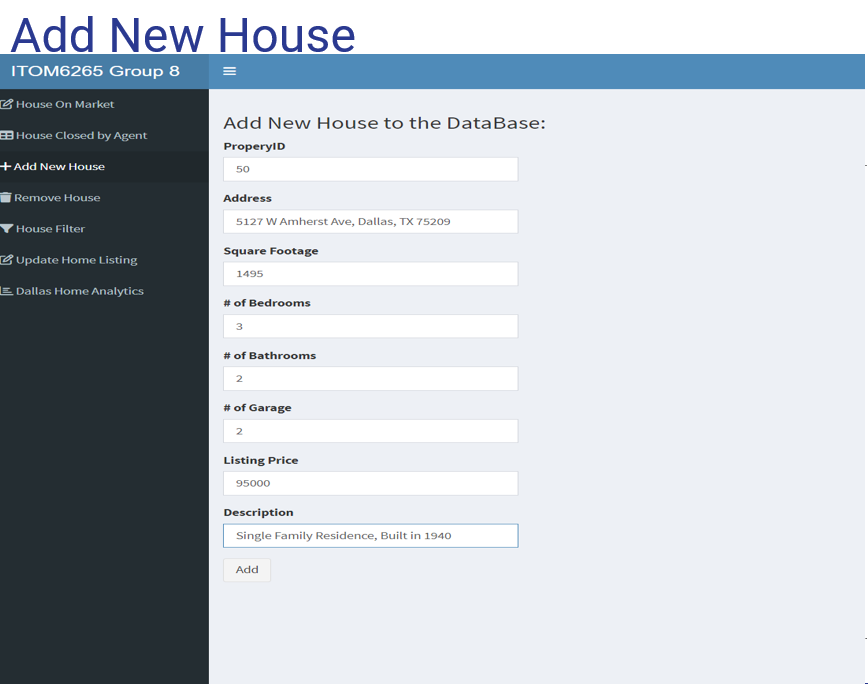 Add New House
ITOM6265 Group 8
House On Market
House Closed by Agent
Add New House
Remove House
House Filter
Update Home Listing
Dallas Home Analytics
Add New House to the DataBase:
ProperyID
50
Address
5127 W Amherst Ave, Dallas, TX 75209
Square Footage
1495
# of Bedrooms
3
# of Bathrooms
2
# of Garage
2
Listing Price
95000
Description
Single Family Residence, Built in 1940
Add